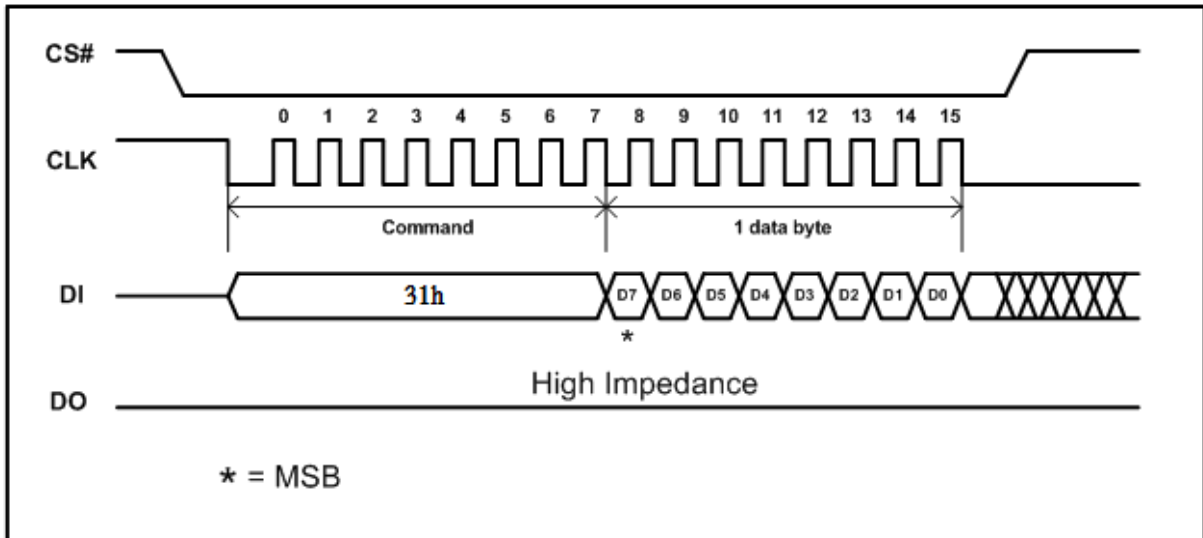 CS#
0 1 2 3 4 5 6 7 8 9 10 11 12 13 14 15
CLK
Command 1 data byte
DI 31h D7 D6 D5 D4 D3 D2 D1 D0
*
High Impedance
DO
* = MSB